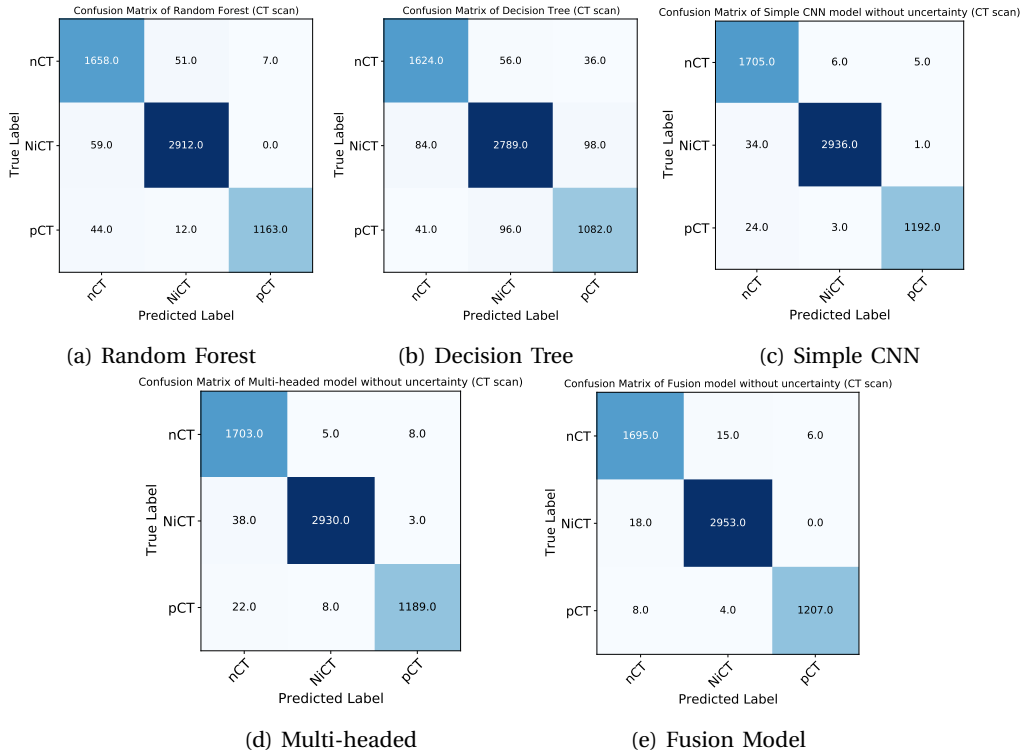 Confusion Matrix of Random Forest (CT scan)
nCT 1658.0 51.0 7.0
NiCT 59.0 2912.0 0.0
pCT 44.0 12.0 1163.0
True Label
nCT NiCT pCT
Predicted Label
(a) Random Forest
Confusion Matrix of Decision Tree (CT scan)
nCT 1624.0 56.0 36.0
NiCT 84.0 2789.0 98.0
pCT 41.0 96.0 1082.0
True Label
nCT NiCT pCT
Predicted Label
(b) Decision Tree
Confusion Matrix of Simple CNN model without uncertainty (CT scan)
nCT 1705.0 6.0 5.0
NiCT 34.0 2936.0 1.0
pCT 24.0 3.0 1192.0
True Label
nCT NiCT pCT
Predicted Label
(c) Simple CNN
Confusion Matrix of Multi-headed model without uncertainty (CT scan)
nCT 1703.0 5.0 8.0
NiCT 38.0 2930.0 3.0
pCT 22.0 8.0 1189.0
True Label
nCT NiCT pCT
Predicted Label
(d) Multi-headed
Confusion Matrix of Fusion model without uncertainty (CT scan)
nCT 1695.0 15.0 6.0
NiCT 18.0 2953.0 0.0
pCT 8.0 4.0 1207.0
True Label
nCT NiCT pCT
Predicted Label
(e) Fusion Model